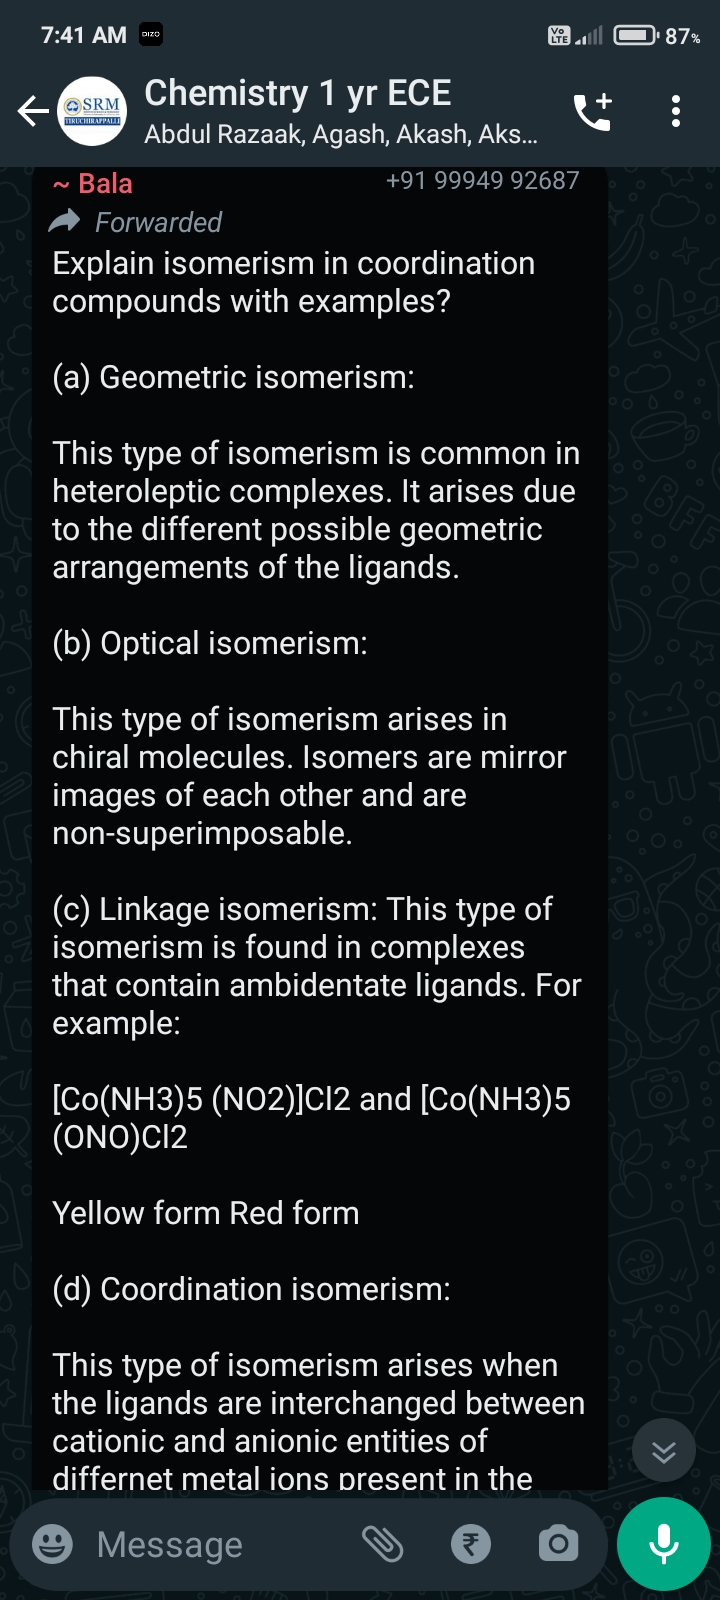 7:41 AM DIZO Vo LTE 87%
SRM
TIRUCHIRAPPALLI
Chemistry 1 yr ECE
Abdul Razaak, Agash, Akash, Aks...
~ Bala +91 99949 92687
Forwarded
Explain isomerism in coordination
compounds with examples?
(a) Geometric isomerism:
This type of isomerism is common in
heteroleptic complexes. It arises due
to the different possible geometric
arrangements of the ligands.
(b) Optical isomerism:
This type of isomerism arises in
chiral molecules. Isomers are mirror
images of each other and are
non-superimposable.
(c) Linkage isomerism: This type of
isomerism is found in complexes
that contain ambidentate ligands. For
example:
[Co(NH3)5 (NO2)]Cl2 and [Co(NH3)5
(ONO)Cl2
Yellow form Red form
(d) Coordination isomerism:
This type of isomerism arises when
the ligands are interchanged between
cationic and anionic entities of
differnet metal ions present in the
Message ₹